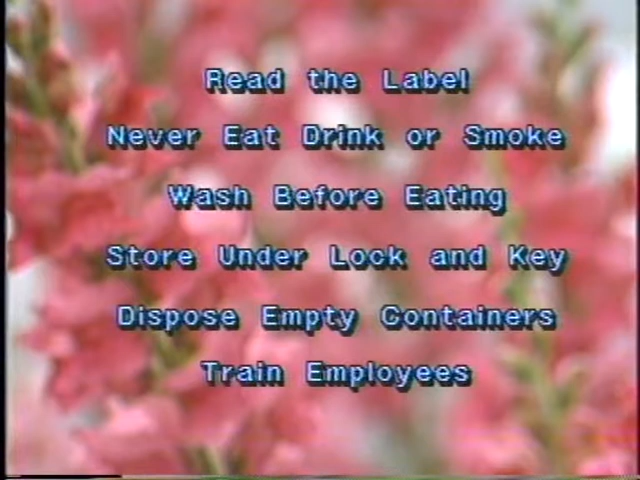 Read the Label
Never Eat Drink or Smoke
Wash Before Eating
Store Under Lock and Key
Dispose Empty Containers
Train Employees